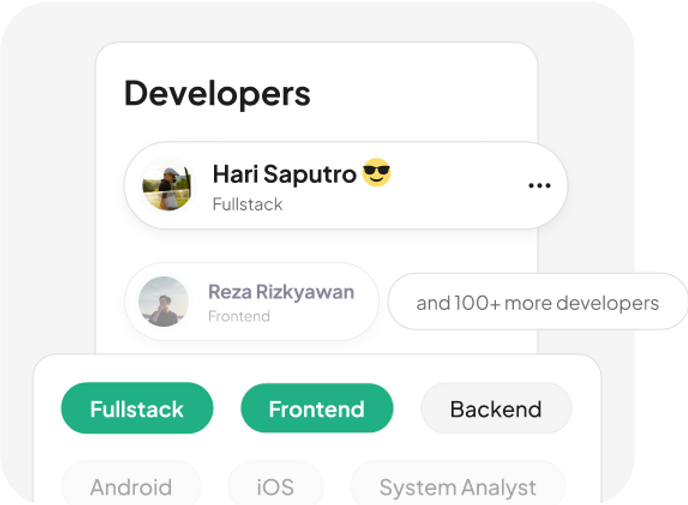 Developers
Hari Saputro 😎
Fullstack
Reza Rizkyawan
Frontend
and 100+ more developers
Fullstack
Frontend
Backend
Android
iOS
System Analyst